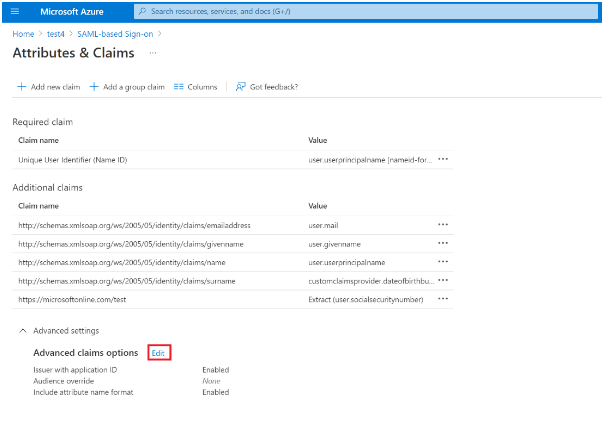 Microsoft Azure
Search resources, services, and docs (G+/)
Home > test4 > SAML-based Sign-on >
Attributes & Claims ...
+ Add new claim + Add a group claim Columns Got feedback?
Required claim
Claim name Value
Unique User Identifier (Name ID) user.userprincipalname [nameid-for... ...
Additional claims
Claim name Value
http://schemas.xmlsoap.org/ws/2005/05/identity/claims/emailaddress user.mail ...
http://schemas.xmlsoap.org/ws/2005/05/identity/claims/givenname user.givenname ...
http://schemas.xmlsoap.org/ws/2005/05/identity/claims/name user.userprincipalname ...
http://schemas.xmlsoap.org/ws/2005/05/identity/claims/surname customclaimsprovider.dateofbirthbu... ...
https://microsoftonline.com/test Extract (user.socialsecuritynumber) ...
Advanced settings
Advanced claims options Edit
Issuer with application ID Enabled
Audience override None
Include attribute name format Enabled